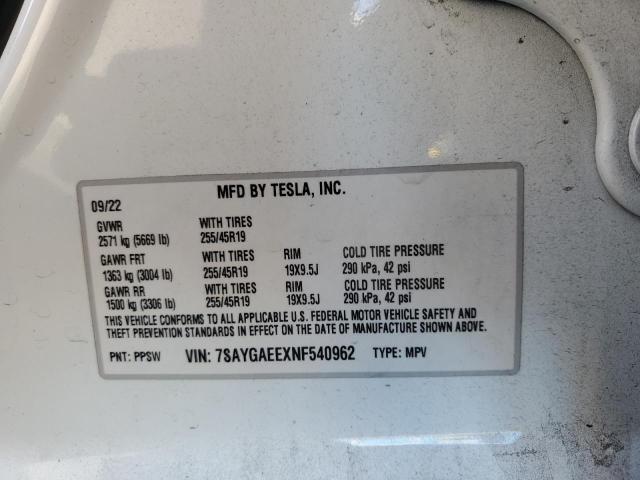 MFD BY TESLA, INC.
09/22
GVWR WITH TIRES
2571 kg (5669 lb) 255/45R19
GAWR FRT WITH TIRES RIM COLD TIRE PRESSURE
1363 kg (3004 lb) 255/45R19 19X9.5J 290 kPa, 42 psi
GAWR RR WITH TIRES RIM COLD TIRE PRESSURE
1500 kg (3306 lb) 255/45R19 19X9.5J 290 kPa, 42 psi
THIS VEHICLE CONFORMS TO ALL APPLICABLE U.S. FEDERAL MOTOR VEHICLE SAFETY AND
THEFT PREVENTION STANDARDS IN EFFECT ON THE DATE OF MANUFACTURE SHOWN ABOVE.
PNT: PPSW VIN: 7SAYGAEEXNF540962 TYPE: MPV